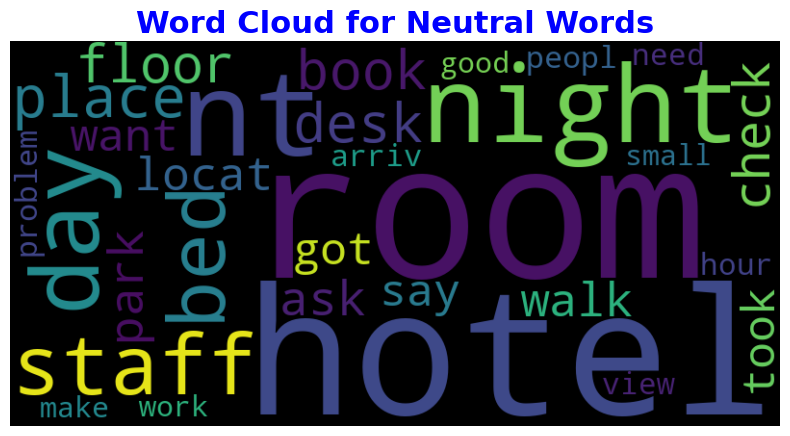 Word Cloud for Neutral Words
floor
book
good
peopl
need
place
nt
night
check
want
desk
problem
locat
arriv
small
day
bed
room
park
got
hour
ask
say
walk
hotel
took
staff
view
make
work